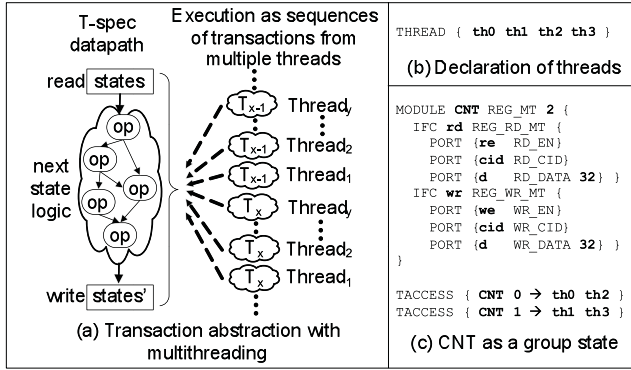 T-spec
datapath
read states
op
op
op
op
op
next
state
logic
write states'
Execution as sequences
of transactions from
multiple threads
Tx-1 Thready
Tx-1 Thread2
Tx-1 Thread1
Tx Thready
Tx Thread2
Tx Thread1
(a) Transaction abstraction with
multithreading
THREAD { th0 th1 th2 th3 }
(b) Declaration of threads
MODULE CNT REG_MT 2 {
IFC rd REG_RD_MT {
PORT {re RD_EN}
PORT {cid RD_CID}
PORT {d RD_DATA 32} }
IFC wr REG_WR_MT {
PORT {we WR_EN}
PORT {cid WR_CID}
PORT {d WR_DATA 32} }
}
TACCESS { CNT 0 → th0 th2 }
TACCESS { CNT 1 → th1 th3 }
(c) CNT as a group state